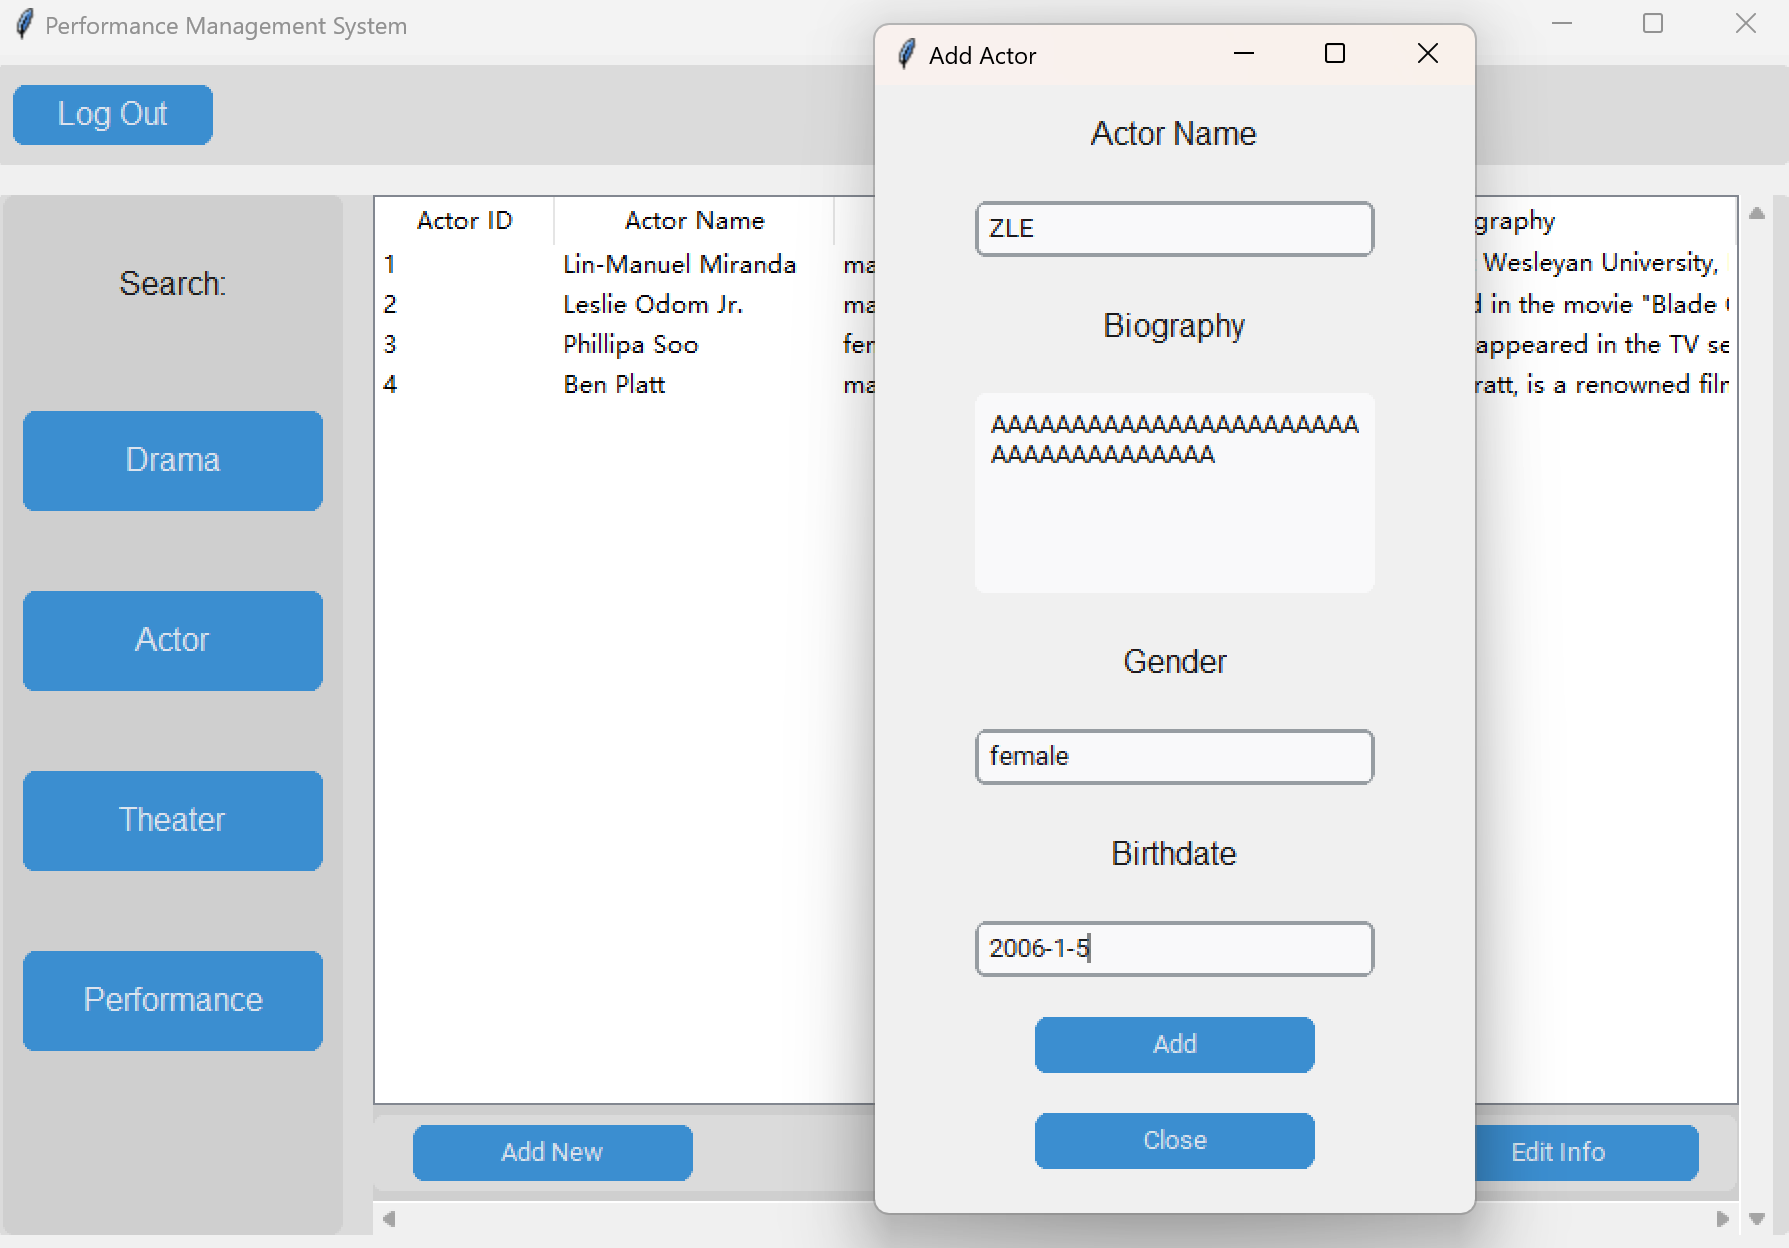 Performance Management System
Log Out
Search:
Drama
Actor
Theater
Performance
Actor ID Actor Name graphy
1 Lin-Manuel Miranda ma Wesleyan University,
2 Leslie Odom Jr. ma in the movie "Blade
3 Phillipa Soo fer appeared in the TV se
4 Ben Platt ma ratt, is a renowned filr
Add New
Edit Info
Add Actor
Actor Name
ZLE
Biography
AAAAAAAAAAAAAAAAAAAAAAA
AAAAAAAAAAAAAA
Gender
female
Birthdate
2006-1-5
Add
Close